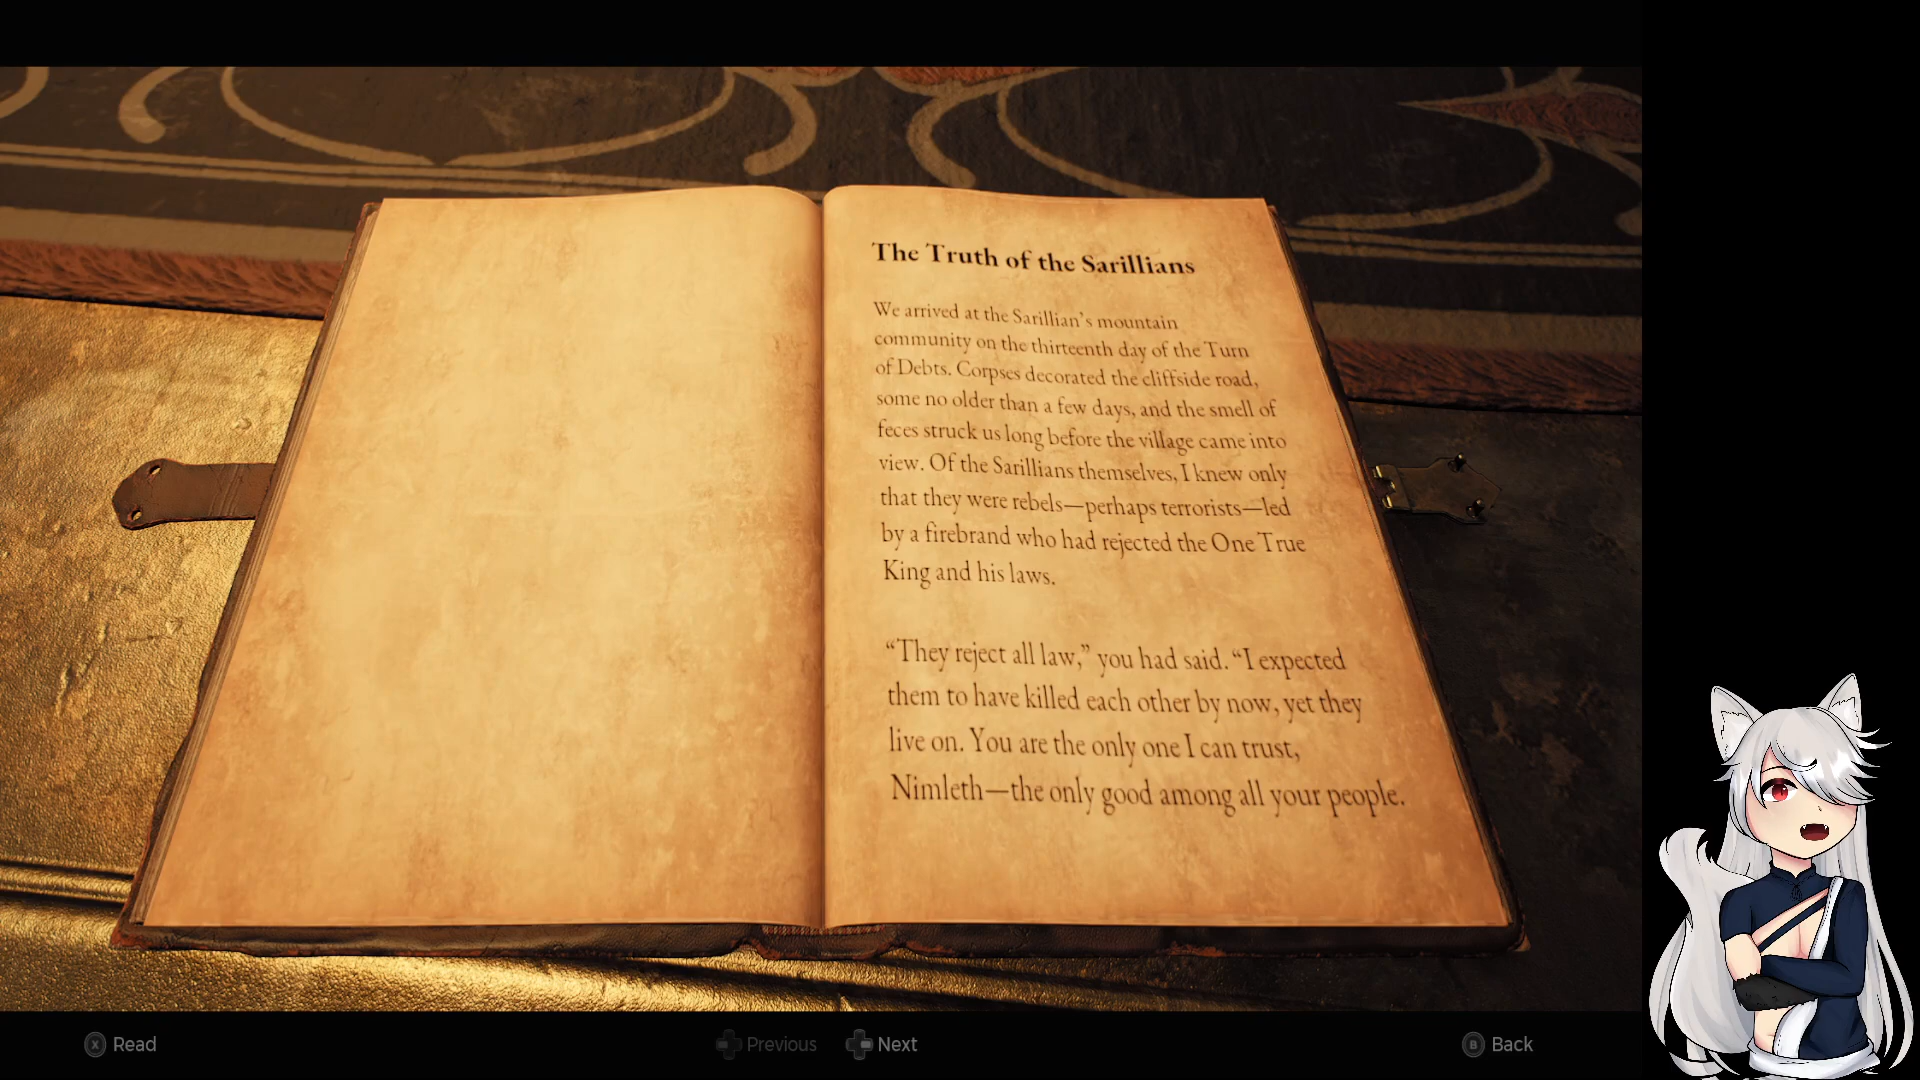 The Truth of the Sarillians
We arrived at the Sarillian’s mountain
community on the thirteenth day of the Turn
of Debts. Corpses decorated the cliffside road,
some no older than a few days, and the smell of
feces struck us long before the village came into
view. Of the Sarillians themselves, I knew only
that they were rebels—perhaps terrorists—led
by a firebrand who had rejected the One True
King and his laws.
“They reject all law,” you had said. “I expected
them to have killed each other by now, yet they
live on. You are the only one I can trust,
Nimleth—the only good among all your people.
X Read
Previous
Next
B Back